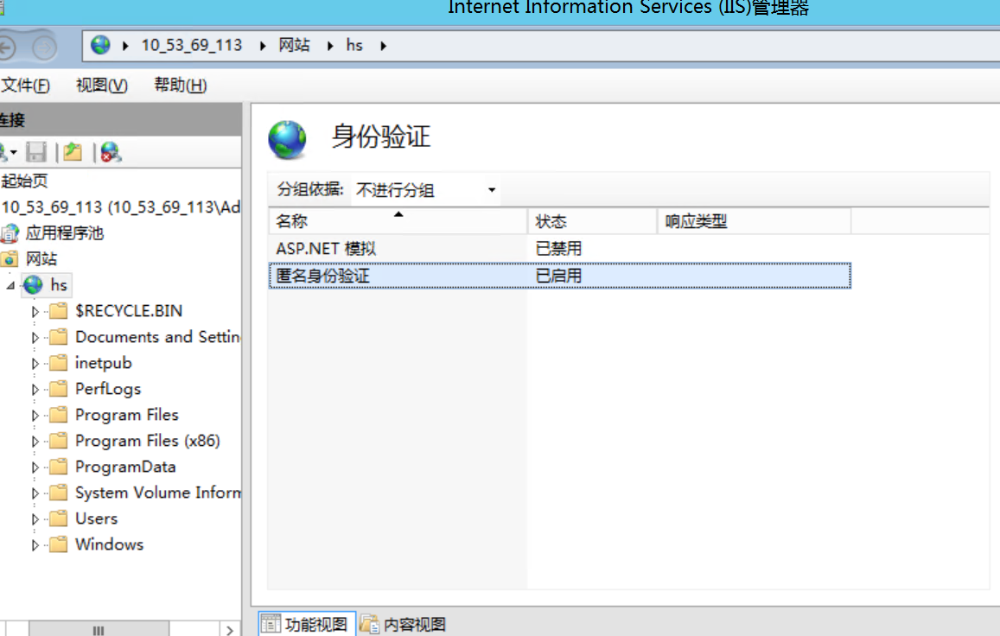 Internet Information Services (IIS)管理器
10_53_69_113 网站 hs
文件(F) 视图(V) 帮助(H)
连接
起始页
10_53_69_113 (10_53_69_113\Ad
应用程序池
网站
hs
$RECYCLE.BIN
Documents and Settin
inetpub
PerfLogs
Program Files
Program Files (x86)
ProgramData
System Volume Inform
Users
Windows
身份验证
分组依据: 不进行分组
名称 状态 响应类型
ASP.NET 模拟 已禁用
匿名身份验证 已启用
功能视图 内容视图